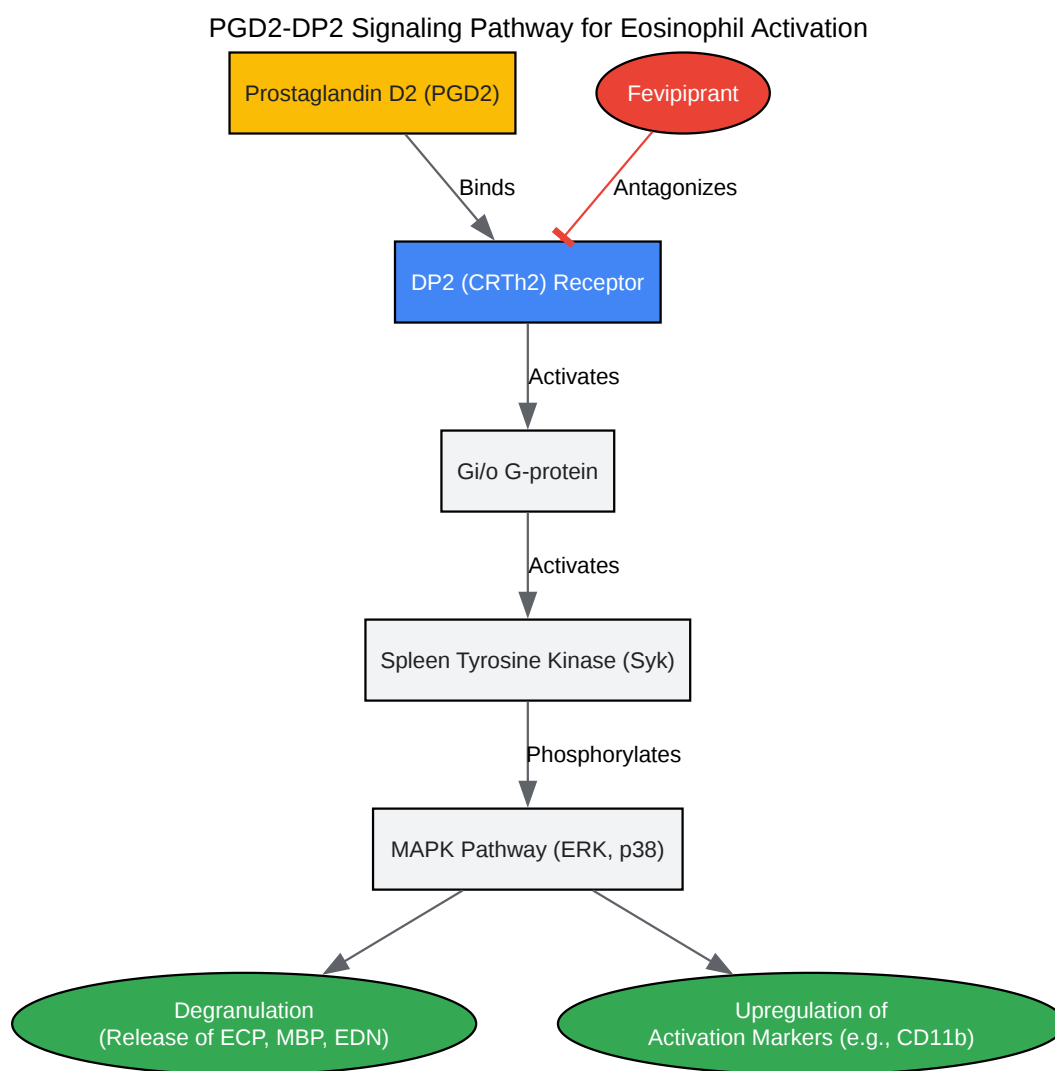 PGD2-DP2 Signaling Pathway for Eosinophil Activation
Prostaglandin D2 (PGD2)
Fevipiprant
Binds
Antagonizes
DP2 (CRTh2) Receptor
Activates
Gi/o G-protein
Activates
Spleen Tyrosine Kinase (Syk)
Phosphorylates
MAPK Pathway (ERK, p38)
Degranulation
(Release of ECP, MBP, EDN)
Upregulation of
Activation Markers (e.g., CD11b)